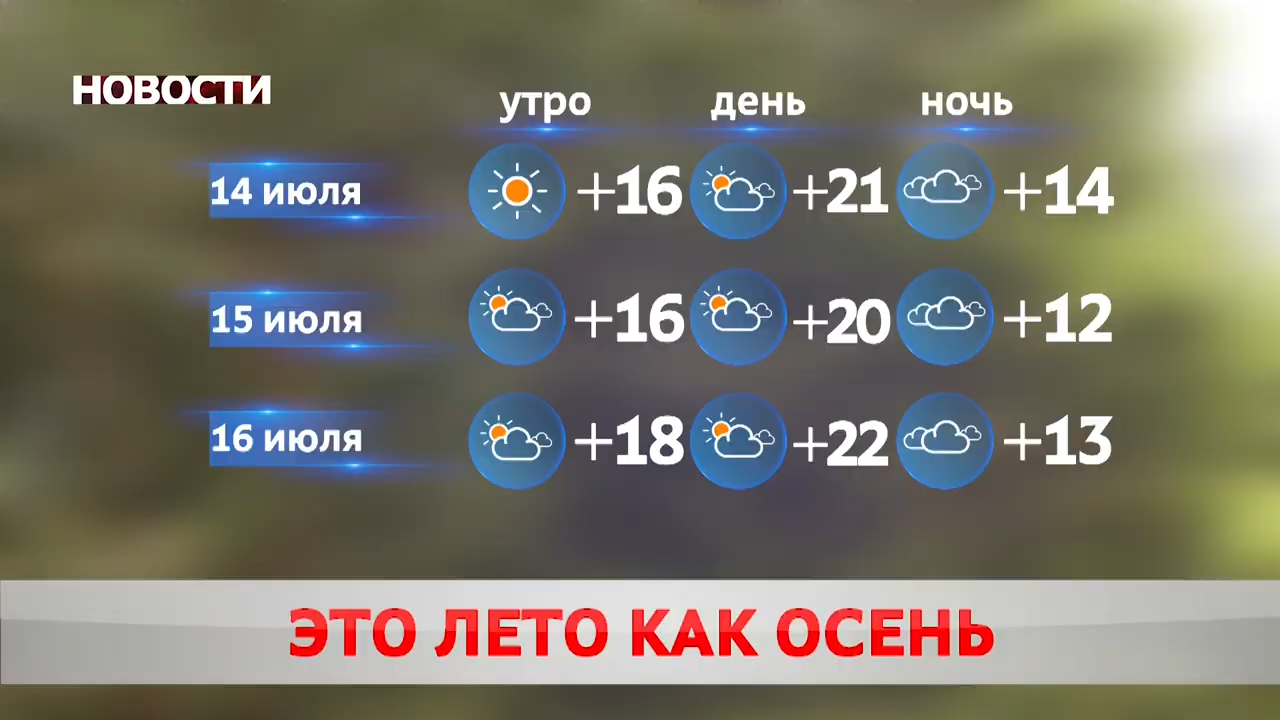 НОВОСТИ
утро день ночь
14 июля +16 +21 +14
15 июля +16 +20 +12
16 июля +18 +22 +13
ЭТО ЛЕТО КАК ОСЕНЬ